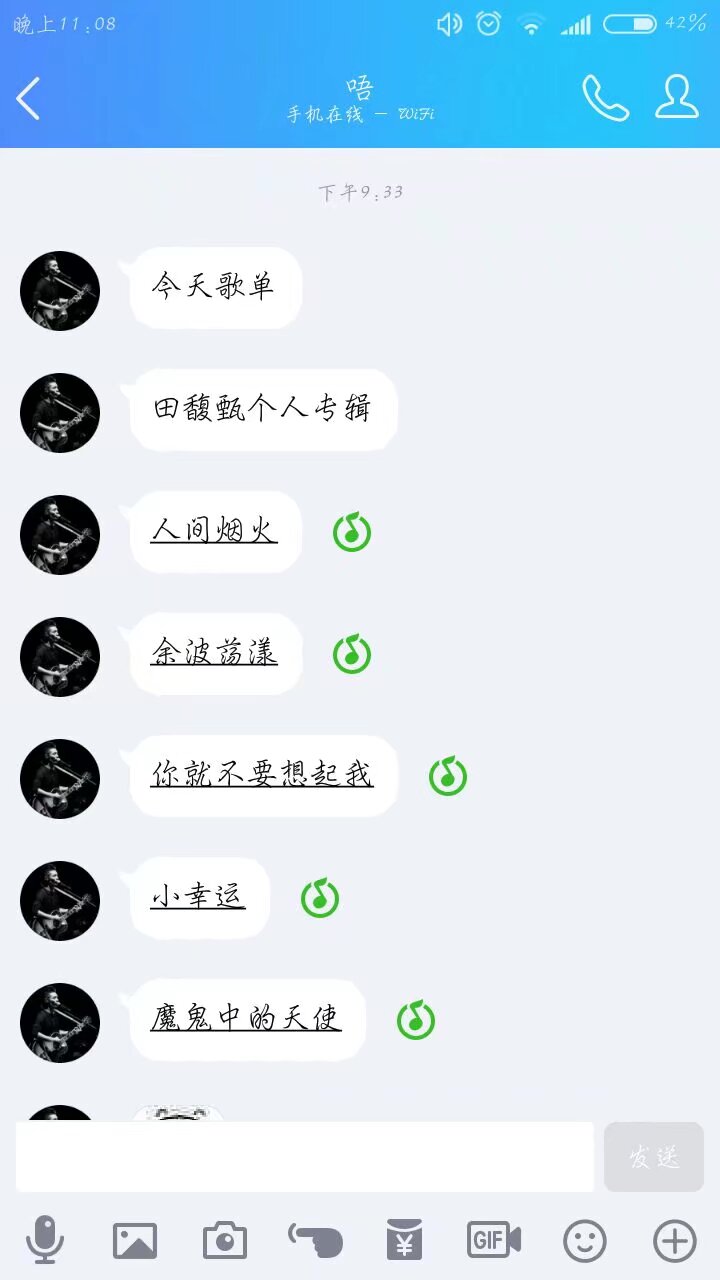 晚上11:08
42%
唔
手机在线 - WiFi
下午9:33
今天歌单
田馥甄个人专辑
人间烟火
余波荡漾
你就不要想起我
小幸运
魔鬼中的天使
发送
¥
GIF